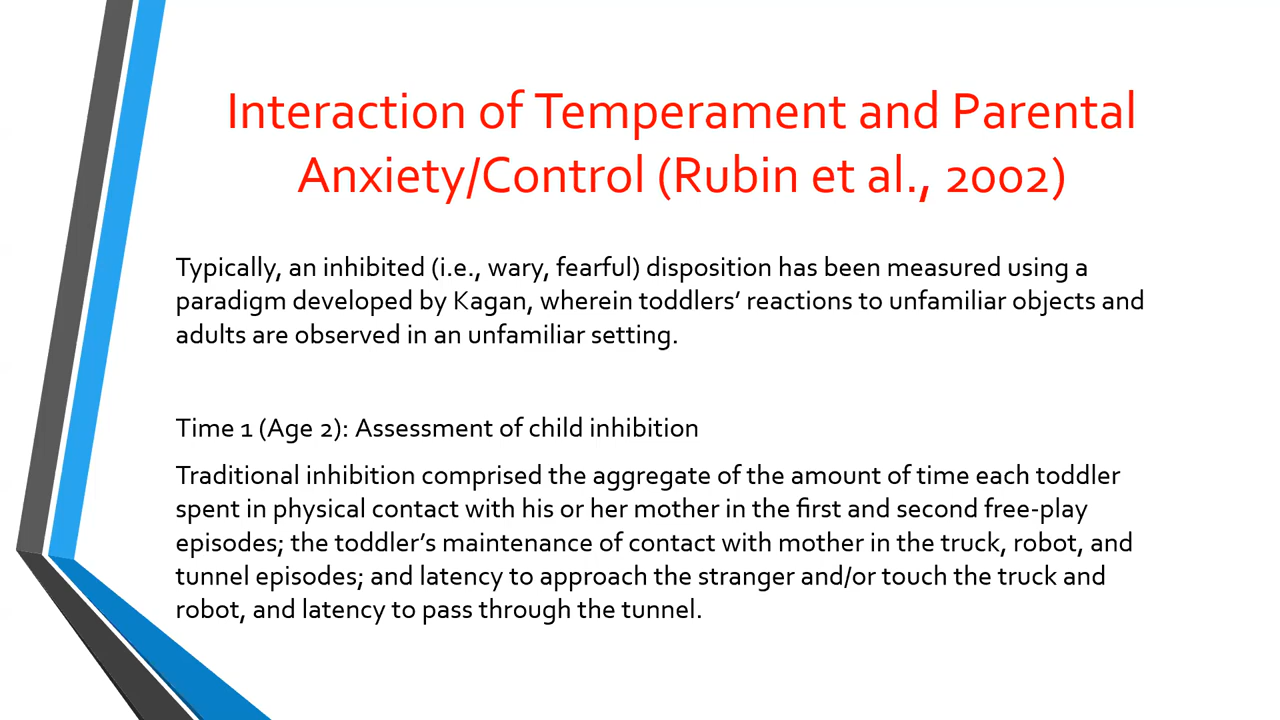 Interaction of Temperament and Parental
Anxiety/Control (Rubin et al., 2002)
Typically, an inhibited (i.e., wary, fearful) disposition has been measured using a
paradigm developed by Kagan, wherein toddlers’ reactions to unfamiliar objects and
adults are observed in an unfamiliar setting.
Time 1 (Age 2): Assessment of child inhibition
Traditional inhibition comprised the aggregate of the amount of time each toddler
spent in physical contact with his or her mother in the first and second free-play
episodes; the toddler’s maintenance of contact with mother in the truck, robot, and
tunnel episodes; and latency to approach the stranger and/or touch the truck and
robot, and latency to pass through the tunnel.